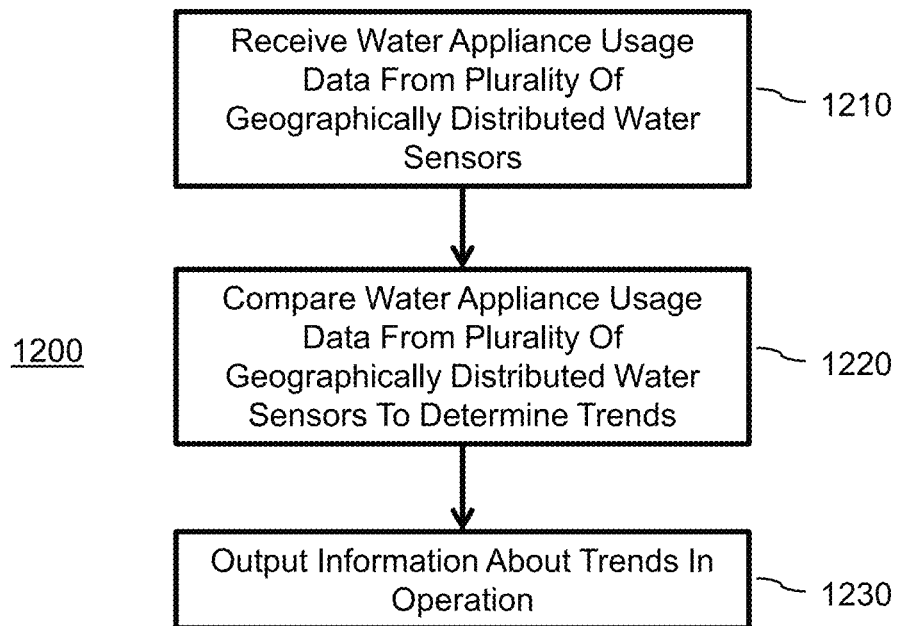 Receive Water Appliance Usage
Data From Plurality Of
Geographically Distributed Water
Sensors
1210
Compare Water Appliance Usage
Data From Plurality Of
Geographically Distributed Water
Sensors To Determine Trends
1220
1200
Output Information About Trends In
Operation
1230